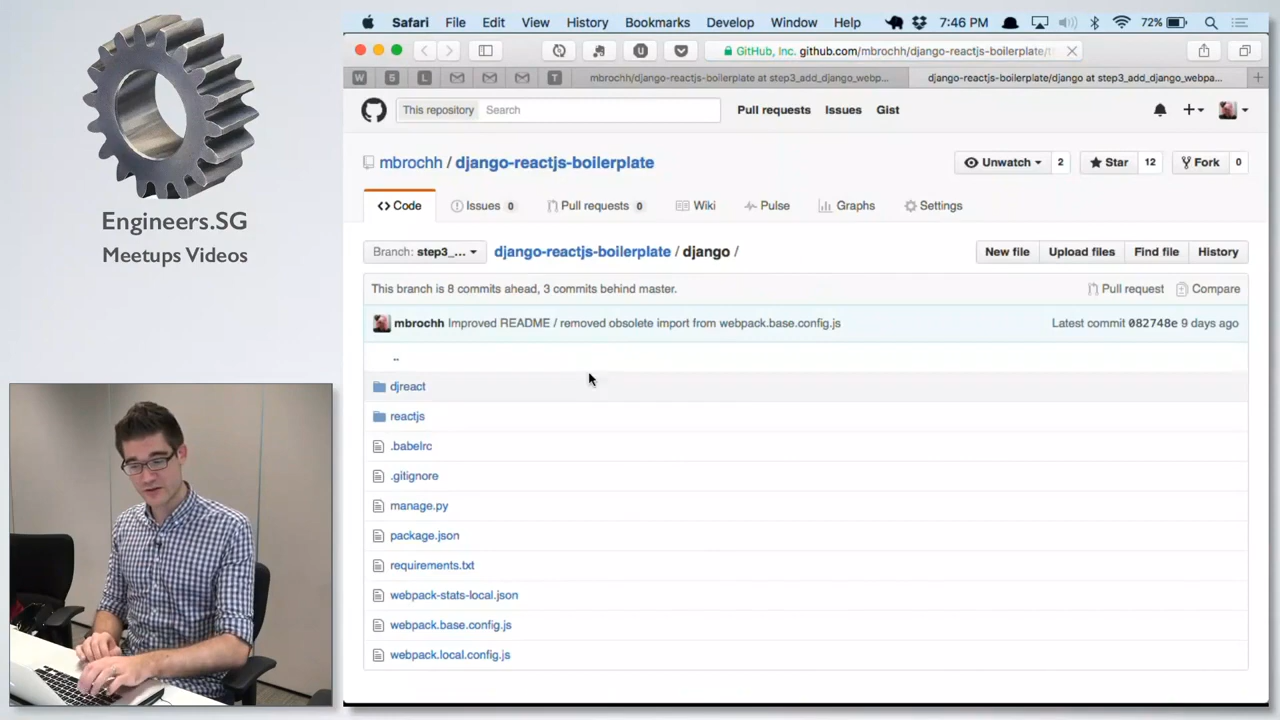 Engineers.SG
Meetups Videos
Safari File Edit View History Bookmarks Develop Window Help 7:46 PM 72%
GitHub, Inc. github.com/mbrochh/django-reactjs-boilerplate/
W 5 L T mbrochh/django-reactjs-boilerplate at step3_add_django_webp... django-reactjs-boilerplate/django at step3_add_django_webpa...
This repository Search Pull requests Issues Gist
mbrochh / django-reactjs-boilerplate Unwatch 2 Star 12 Fork 0
Code Issues 0 Pull requests 0 Wiki Pulse Graphs Settings
Branch: step3_... django-reactjs-boilerplate / django / New file Upload files Find file History
This branch is 8 commits ahead, 3 commits behind master. Pull request Compare
mbrochh Improved README / removed obsolete import from webpack.base.config.js Latest commit 082748e 9 days ago
..
djreact
reactjs
.babelrc
.gitignore
manage.py
package.json
requirements.txt
webpack-stats-local.json
webpack.base.config.js
webpack.local.config.js